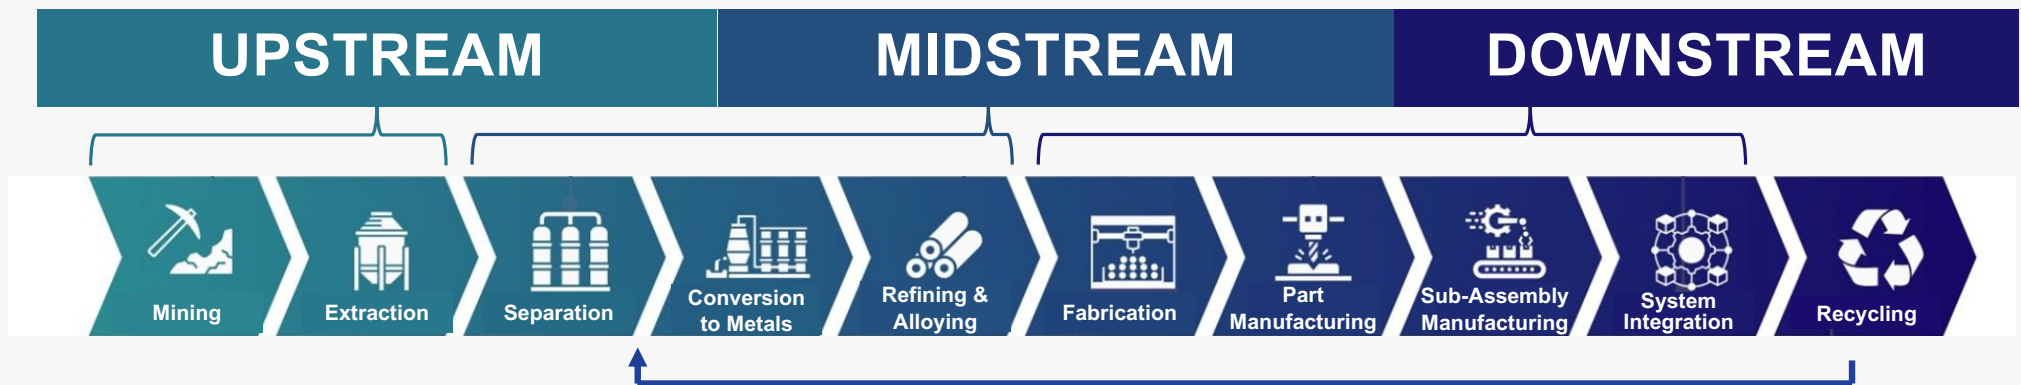 UPSTREAM
MIDSTREAM
DOWNSTREAM
Mining
Extraction
Separation
Conversion
to Metals
Refining &
Alloying
Fabrication
Part
Manufacturing
Sub-Assembly
Manufacturing
System
Integration
Recycling